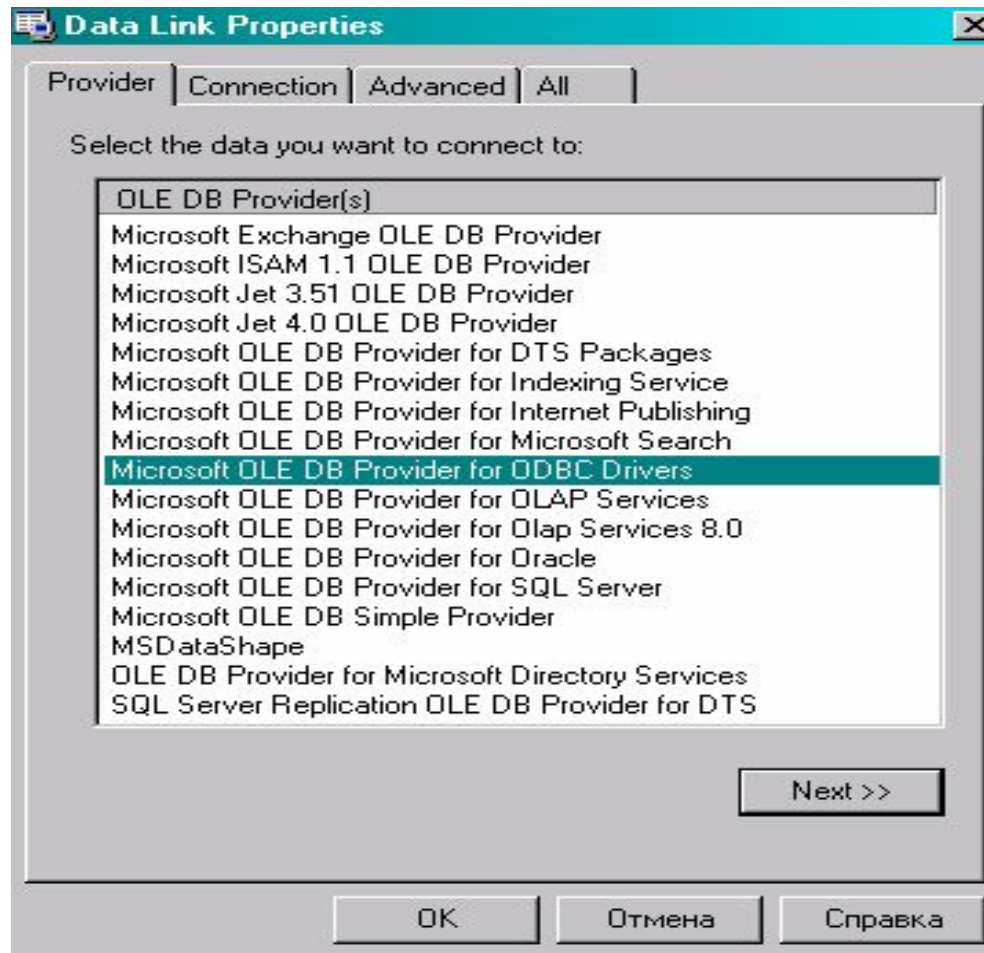 Data Link Properties
Provider Connection Advanced All
Select the data you want to connect to:
OLE DB Provider(s)
Microsoft Exchange OLE DB Provider
Microsoft ISAM 1.1 OLE DB Provider
Microsoft Jet 3.51 OLE DB Provider
Microsoft Jet 4.0 OLE DB Provider
Microsoft OLE DB Provider for DTS Packages
Microsoft OLE DB Provider for Indexing Service
Microsoft OLE DB Provider for Internet Publishing
Microsoft OLE DB Provider for Microsoft Search
Microsoft OLE DB Provider for ODBC Drivers
Microsoft OLE DB Provider for OLAP Services
Microsoft OLE DB Provider for Olap Services 8.0
Microsoft OLE DB Provider for Oracle
Microsoft OLE DB Provider for SQL Server
Microsoft OLE DB Simple Provider
MSDataShape
OLE DB Provider for Microsoft Directory Services
SQL Server Replication OLE DB Provider for DTS
Next >>
OK Отмена Справка